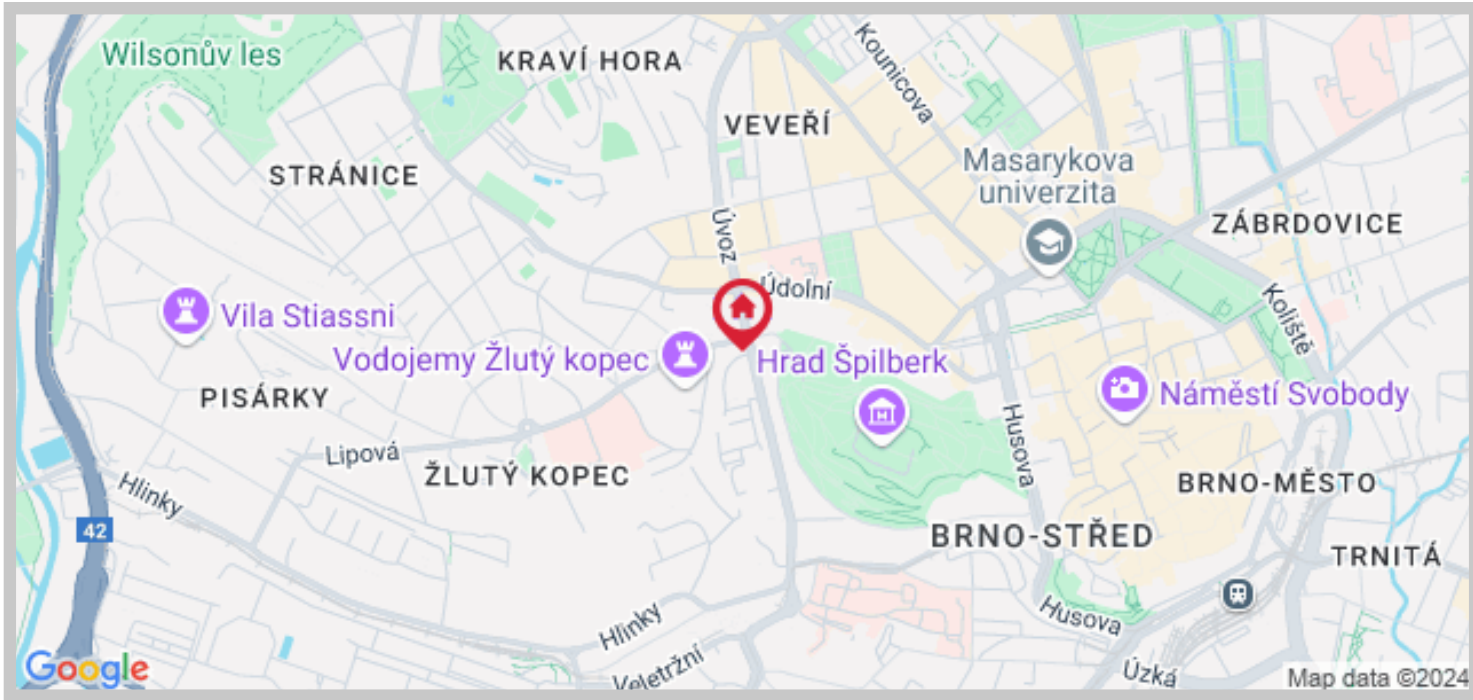 Wilsonův les
KRAVÍ HORA
Kounicova
VEVEŘÍ
STRÁNICE
Masarykova
univerzita
ZÁBRDOVICE
Úvoz
Údolní
Koliště
Vila Stiassni
Vodojemy Žlutý kopec
Hrad Špilberk
Náměstí Svobody
PISÁRKY
Husova
Lipová
ŽLUTÝ KOPEC
Hlinky
BRNO-MĚSTO
42
BRNO-STŘED
TRNITÁ
Husova
Hlinky
Veletržní
Úzká
Google
Map data ©2024